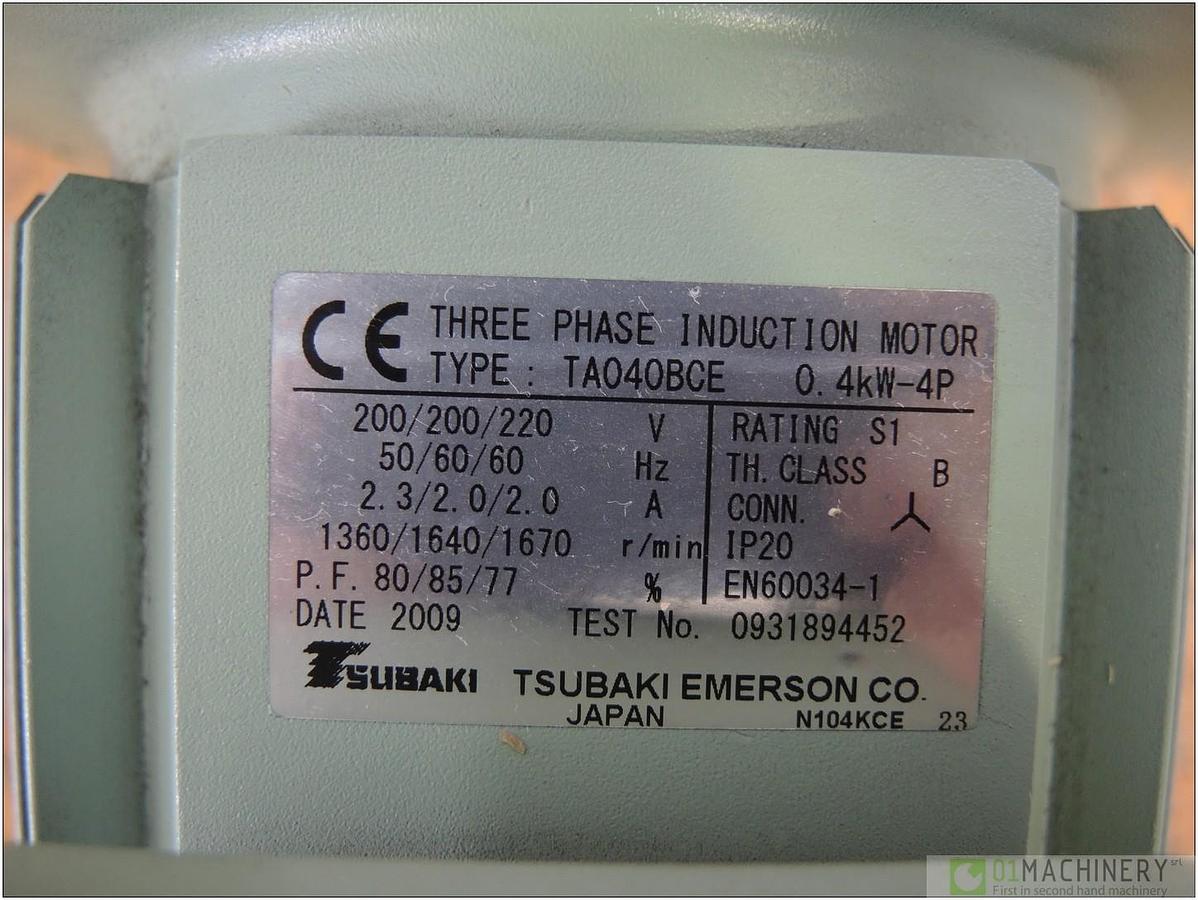 CE THREE PHASE INDUCTION MOTOR
TYPE : TA040BCE 0.4kW-4P
200/200/220 V
50/60/60 Hz
2.3/2.0/2.0 A
1360/1640/1670 r/min
P.F. 80/85/77 %
RATING S1
TH. CLASS B
CONN.
IP20
EN60034-1
DATE 2009 TEST No. 0931894452
TSUBAKI TSUBAKI EMERSON CO.
JAPAN N104KCE 23
01MACHINERY srl
First in second hand machinery